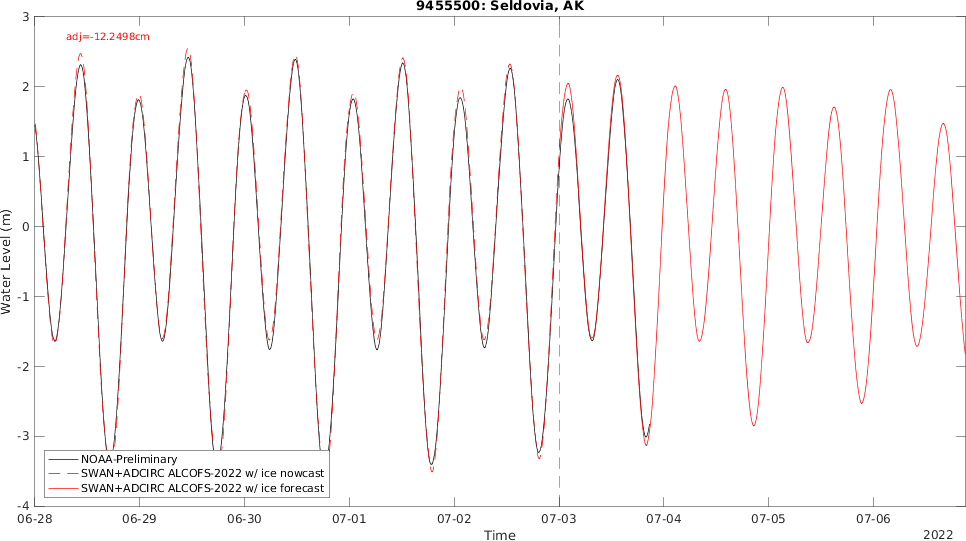 9455500: Seldovia, AK
adj=-12.2498cm
3
2
1
0
-1
-2
-3
-4
Water Level (m)
NOAA-Preliminary
SWAN+ADCIRC ALCOFS-2022 w/ ice nowcast
SWAN+ADCIRC ALCOFS-2022 w/ ice forecast
06-28 06-29 06-30 07-01 07-02 07-03 07-04 07-05 07-06
Time
2022